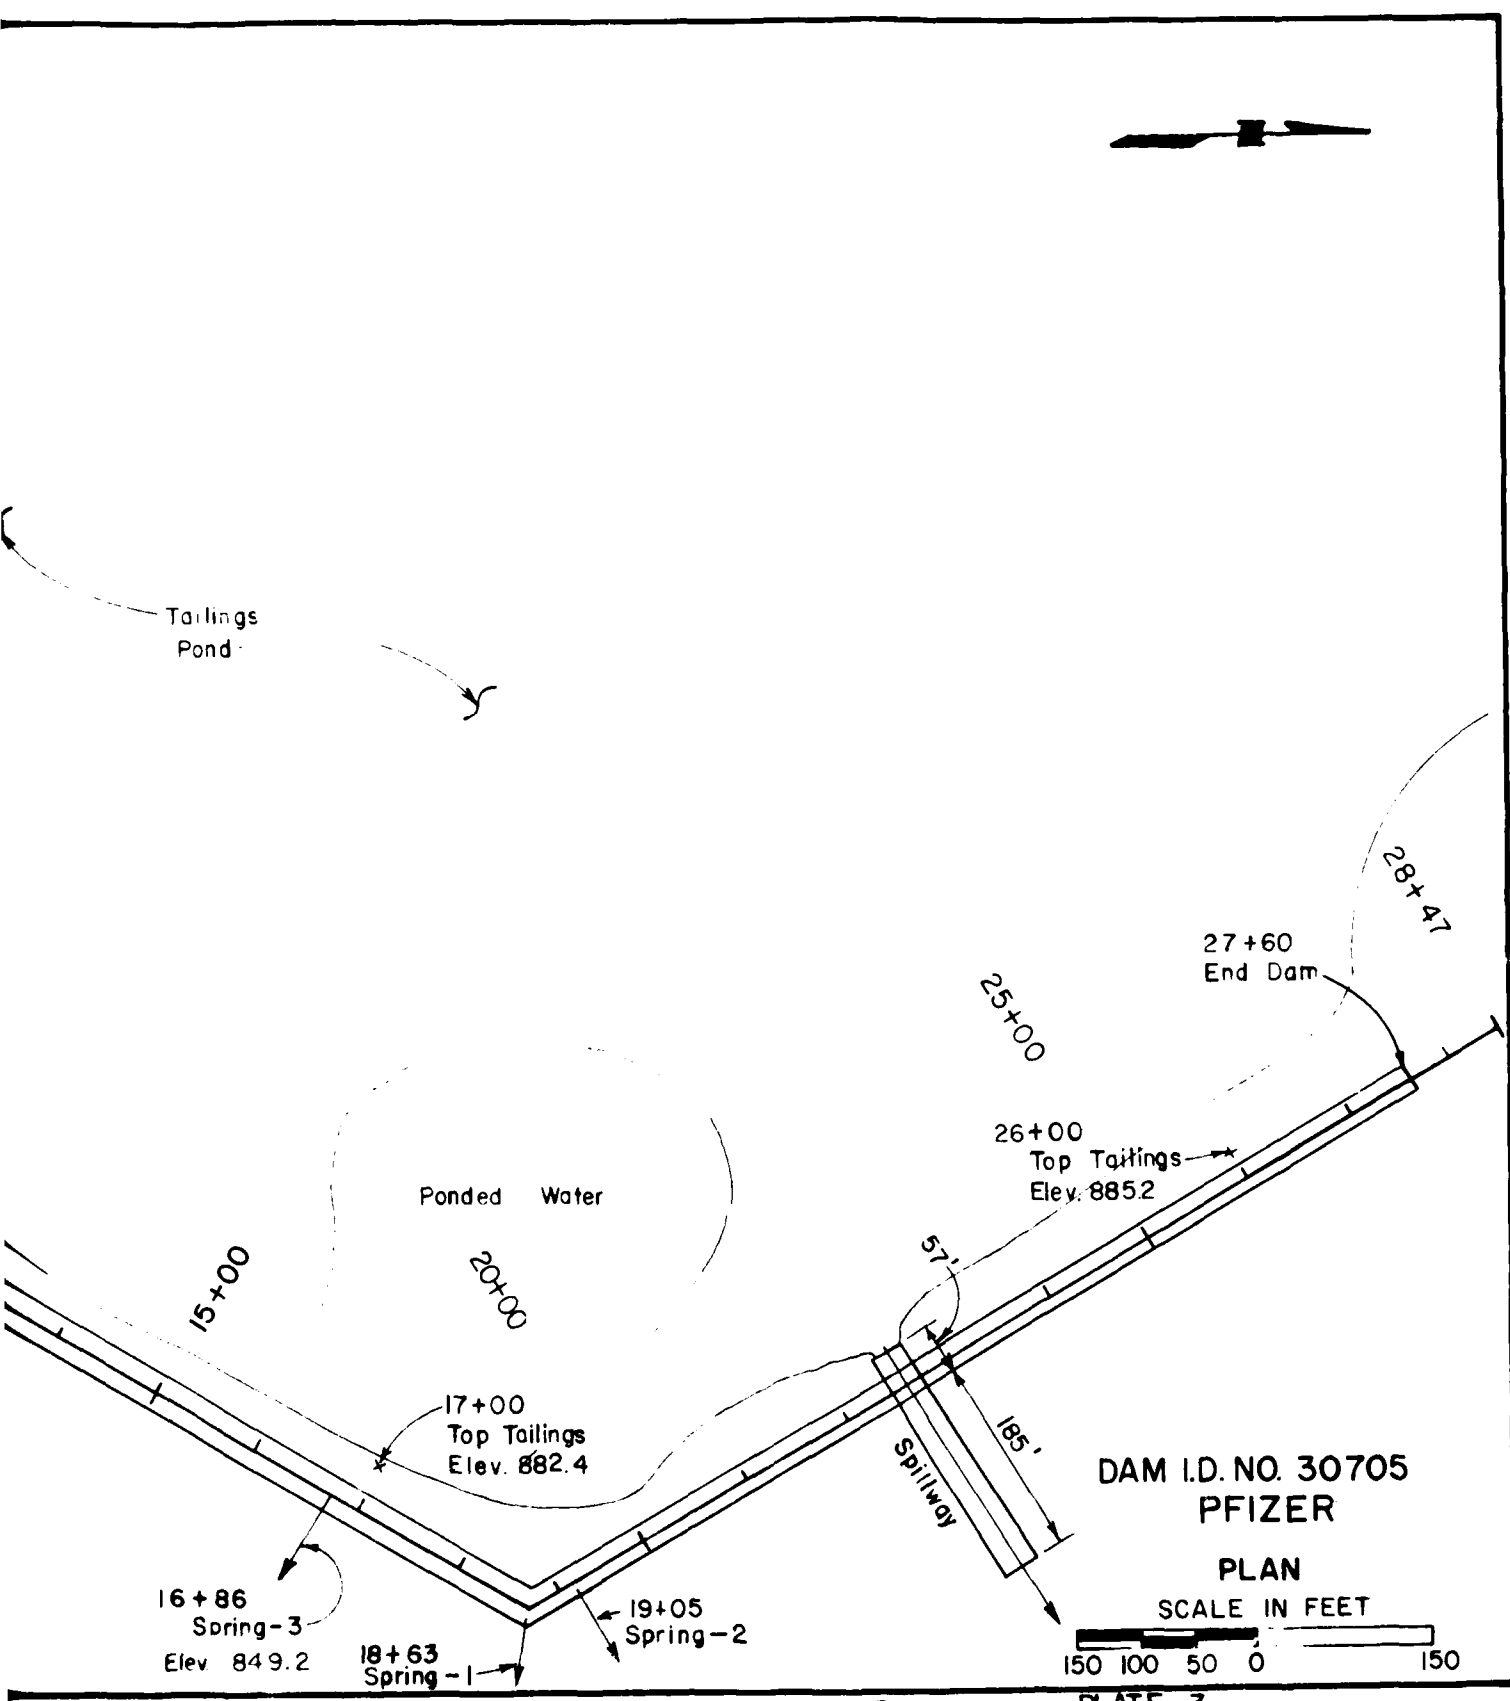 N
Tailings
Pond
28+47
27+60
End Dam
25+00
26+00
Top Tailings
Elev. 885.2
Ponded Water
57'
15+00
20+00
17+00
Top Tailings
Elev. 882.4
185'
Spillway
DAM I.D. NO. 30705
PFIZER
PLAN
SCALE IN FEET
150 100 50 0 150
16+86
Spring-3
Elev 849.2
19+05
Spring-2
18+63
Spring-1
PLATE 3